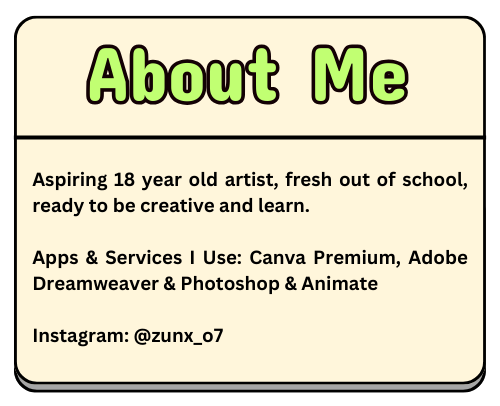 About Me
Aspiring 18 year old artist, fresh out of school,
ready to be creative and learn.
Apps & Services I Use: Canva Premium, Adobe
Dreamweaver & Photoshop & Animate
Instagram: @zunx_o7